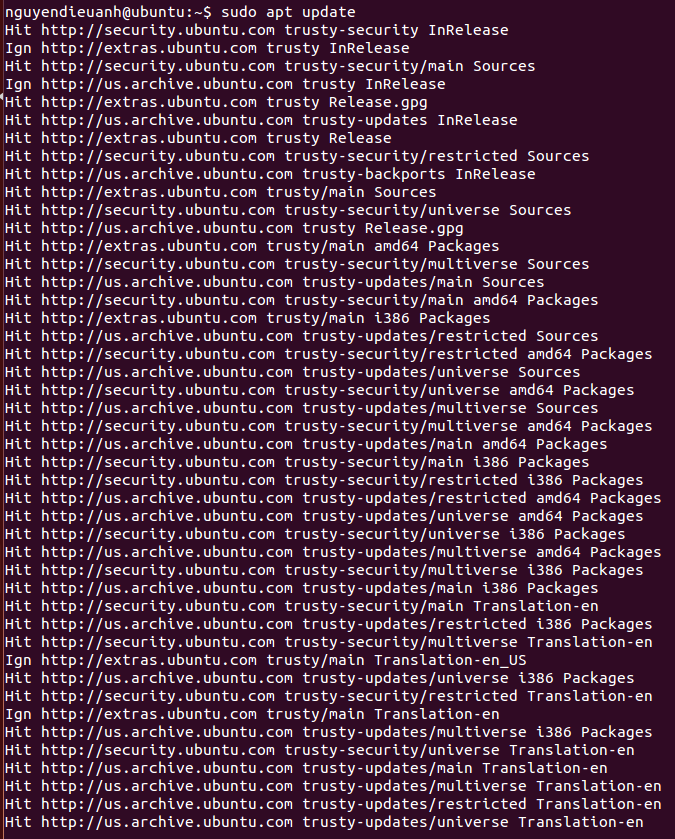 nguyendieuanh@ubuntu:~$ sudo apt update
Hit http://security.ubuntu.com trusty-security InRelease
Ign http://extras.ubuntu.com trusty InRelease
Hit http://security.ubuntu.com trusty-security/main Sources
Ign http://us.archive.ubuntu.com trusty InRelease
Hit http://extras.ubuntu.com trusty Release.gpg
Hit http://us.archive.ubuntu.com trusty-updates InRelease
Hit http://extras.ubuntu.com trusty Release
Hit http://security.ubuntu.com trusty-security/restricted Sources
Hit http://us.archive.ubuntu.com trusty-backports InRelease
Hit http://extras.ubuntu.com trusty/main Sources
Hit http://security.ubuntu.com trusty-security/universe Sources
Hit http://us.archive.ubuntu.com trusty Release.gpg
Hit http://extras.ubuntu.com trusty/main amd64 Packages
Hit http://security.ubuntu.com trusty-security/multiverse Sources
Hit http://us.archive.ubuntu.com trusty-updates/main Sources
Hit http://security.ubuntu.com trusty-security/main amd64 Packages
Hit http://extras.ubuntu.com trusty/main i386 Packages
Hit http://us.archive.ubuntu.com trusty-updates/restricted Sources
Hit http://security.ubuntu.com trusty-security/restricted amd64 Packages
Hit http://us.archive.ubuntu.com trusty-updates/universe Sources
Hit http://security.ubuntu.com trusty-security/universe amd64 Packages
Hit http://us.archive.ubuntu.com trusty-updates/multiverse Sources
Hit http://security.ubuntu.com trusty-security/multiverse amd64 Packages
Hit http://us.archive.ubuntu.com trusty-updates/main amd64 Packages
Hit http://security.ubuntu.com trusty-security/main i386 Packages
Hit http://security.ubuntu.com trusty-security/restricted i386 Packages
Hit http://us.archive.ubuntu.com trusty-updates/restricted amd64 Packages
Hit http://us.archive.ubuntu.com trusty-updates/universe amd64 Packages
Hit http://security.ubuntu.com trusty-security/universe i386 Packages
Hit http://us.archive.ubuntu.com trusty-updates/multiverse amd64 Packages
Hit http://security.ubuntu.com trusty-security/multiverse i386 Packages
Hit http://us.archive.ubuntu.com trusty-updates/main i386 Packages
Hit http://security.ubuntu.com trusty-security/main Translation-en
Hit http://us.archive.ubuntu.com trusty-updates/restricted i386 Packages
Hit http://security.ubuntu.com trusty-security/multiverse Translation-en
Ign http://extras.ubuntu.com trusty/main Translation-en_US
Hit http://us.archive.ubuntu.com trusty-updates/universe i386 Packages
Hit http://security.ubuntu.com trusty-security/restricted Translation-en
Ign http://extras.ubuntu.com trusty/main Translation-en
Hit http://us.archive.ubuntu.com trusty-updates/multiverse i386 Packages
Hit http://security.ubuntu.com trusty-security/universe Translation-en
Hit http://us.archive.ubuntu.com trusty-updates/main Translation-en
Hit http://us.archive.ubuntu.com trusty-updates/multiverse Translation-en
Hit http://us.archive.ubuntu.com trusty-updates/restricted Translation-en
Hit http://us.archive.ubuntu.com trusty-updates/universe Translation-en